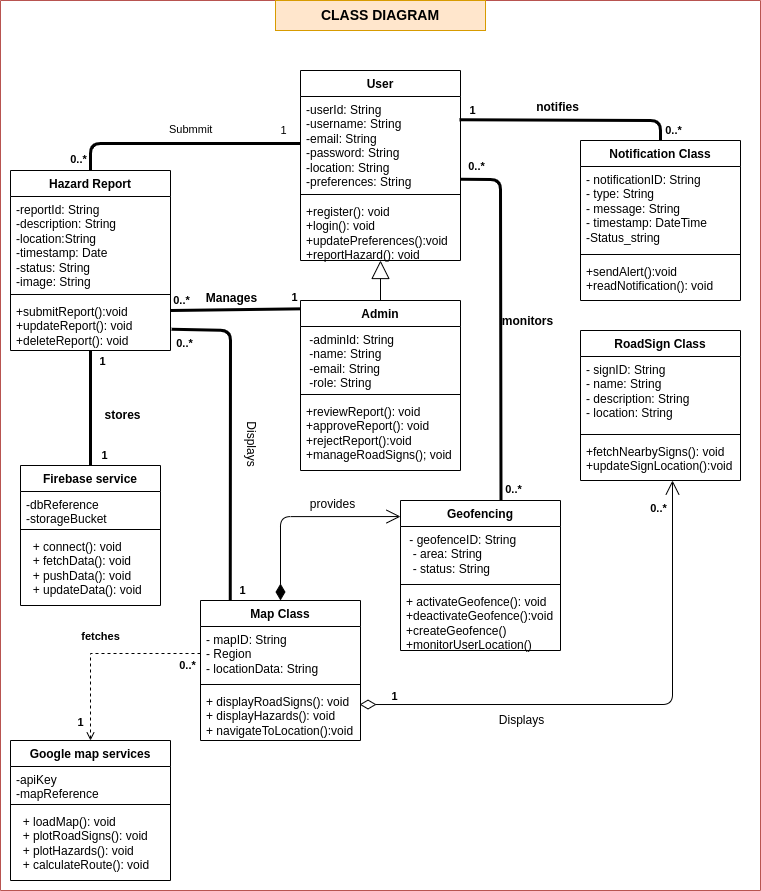 CLASS DIAGRAM
User
-userId: String
-username: String
-email: String
-password: String
-location: String
-preferences: String
+register(): void
+login(): void
+updatePreferences():void
+reportHazard(): void
1
notifies
0..*
Submmit
1
0..*
0..*
Notification Class
- notificationID: String
- type: String
- message: String
- timestamp: DateTime
-Status_string
+sendAlert():void
+readNotification(): void
Hazard Report
-reportId: String
-description: String
-location:String
-timestamp: Date
-status: String
-image: String
+submitReport():void
+updateReport(): void
+deleteReport(): void
0..*
Manages
1
0..*
Admin
-adminId: String
-name: String
-email: String
-role: String
+reviewReport(): void
+approveReport(): void
+rejectReport():void
+manageRoadSigns(); void
monitors
RoadSign Class
- signID: String
- name: String
- description: String
- location: String
+fetchNearbySigns(): void
+updateSignLocation():void
1
stores
1
Displays
Firebase service
-dbReference
-storageBucket
+ connect(): void
+ fetchData(): void
+ pushData(): void
+ updateData(): void
provides
0..*
0..*
Geofencing
- geofenceID: String
- area: String
- status: String
+ activateGeofence(): void
+deactivateGeofence():void
+createGeofence()
+monitorUserLocation()
1
Map Class
- mapID: String
- Region
- locationData: String
+ displayRoadSigns(): void
+ displayHazards(): void
+ navigateToLocation():void
fetches
0..*
1
1
Displays
Google map services
-apiKey
-mapReference
+ loadMap(): void
+ plotRoadSigns(): void
+ plotHazards(): void
+ calculateRoute(): void